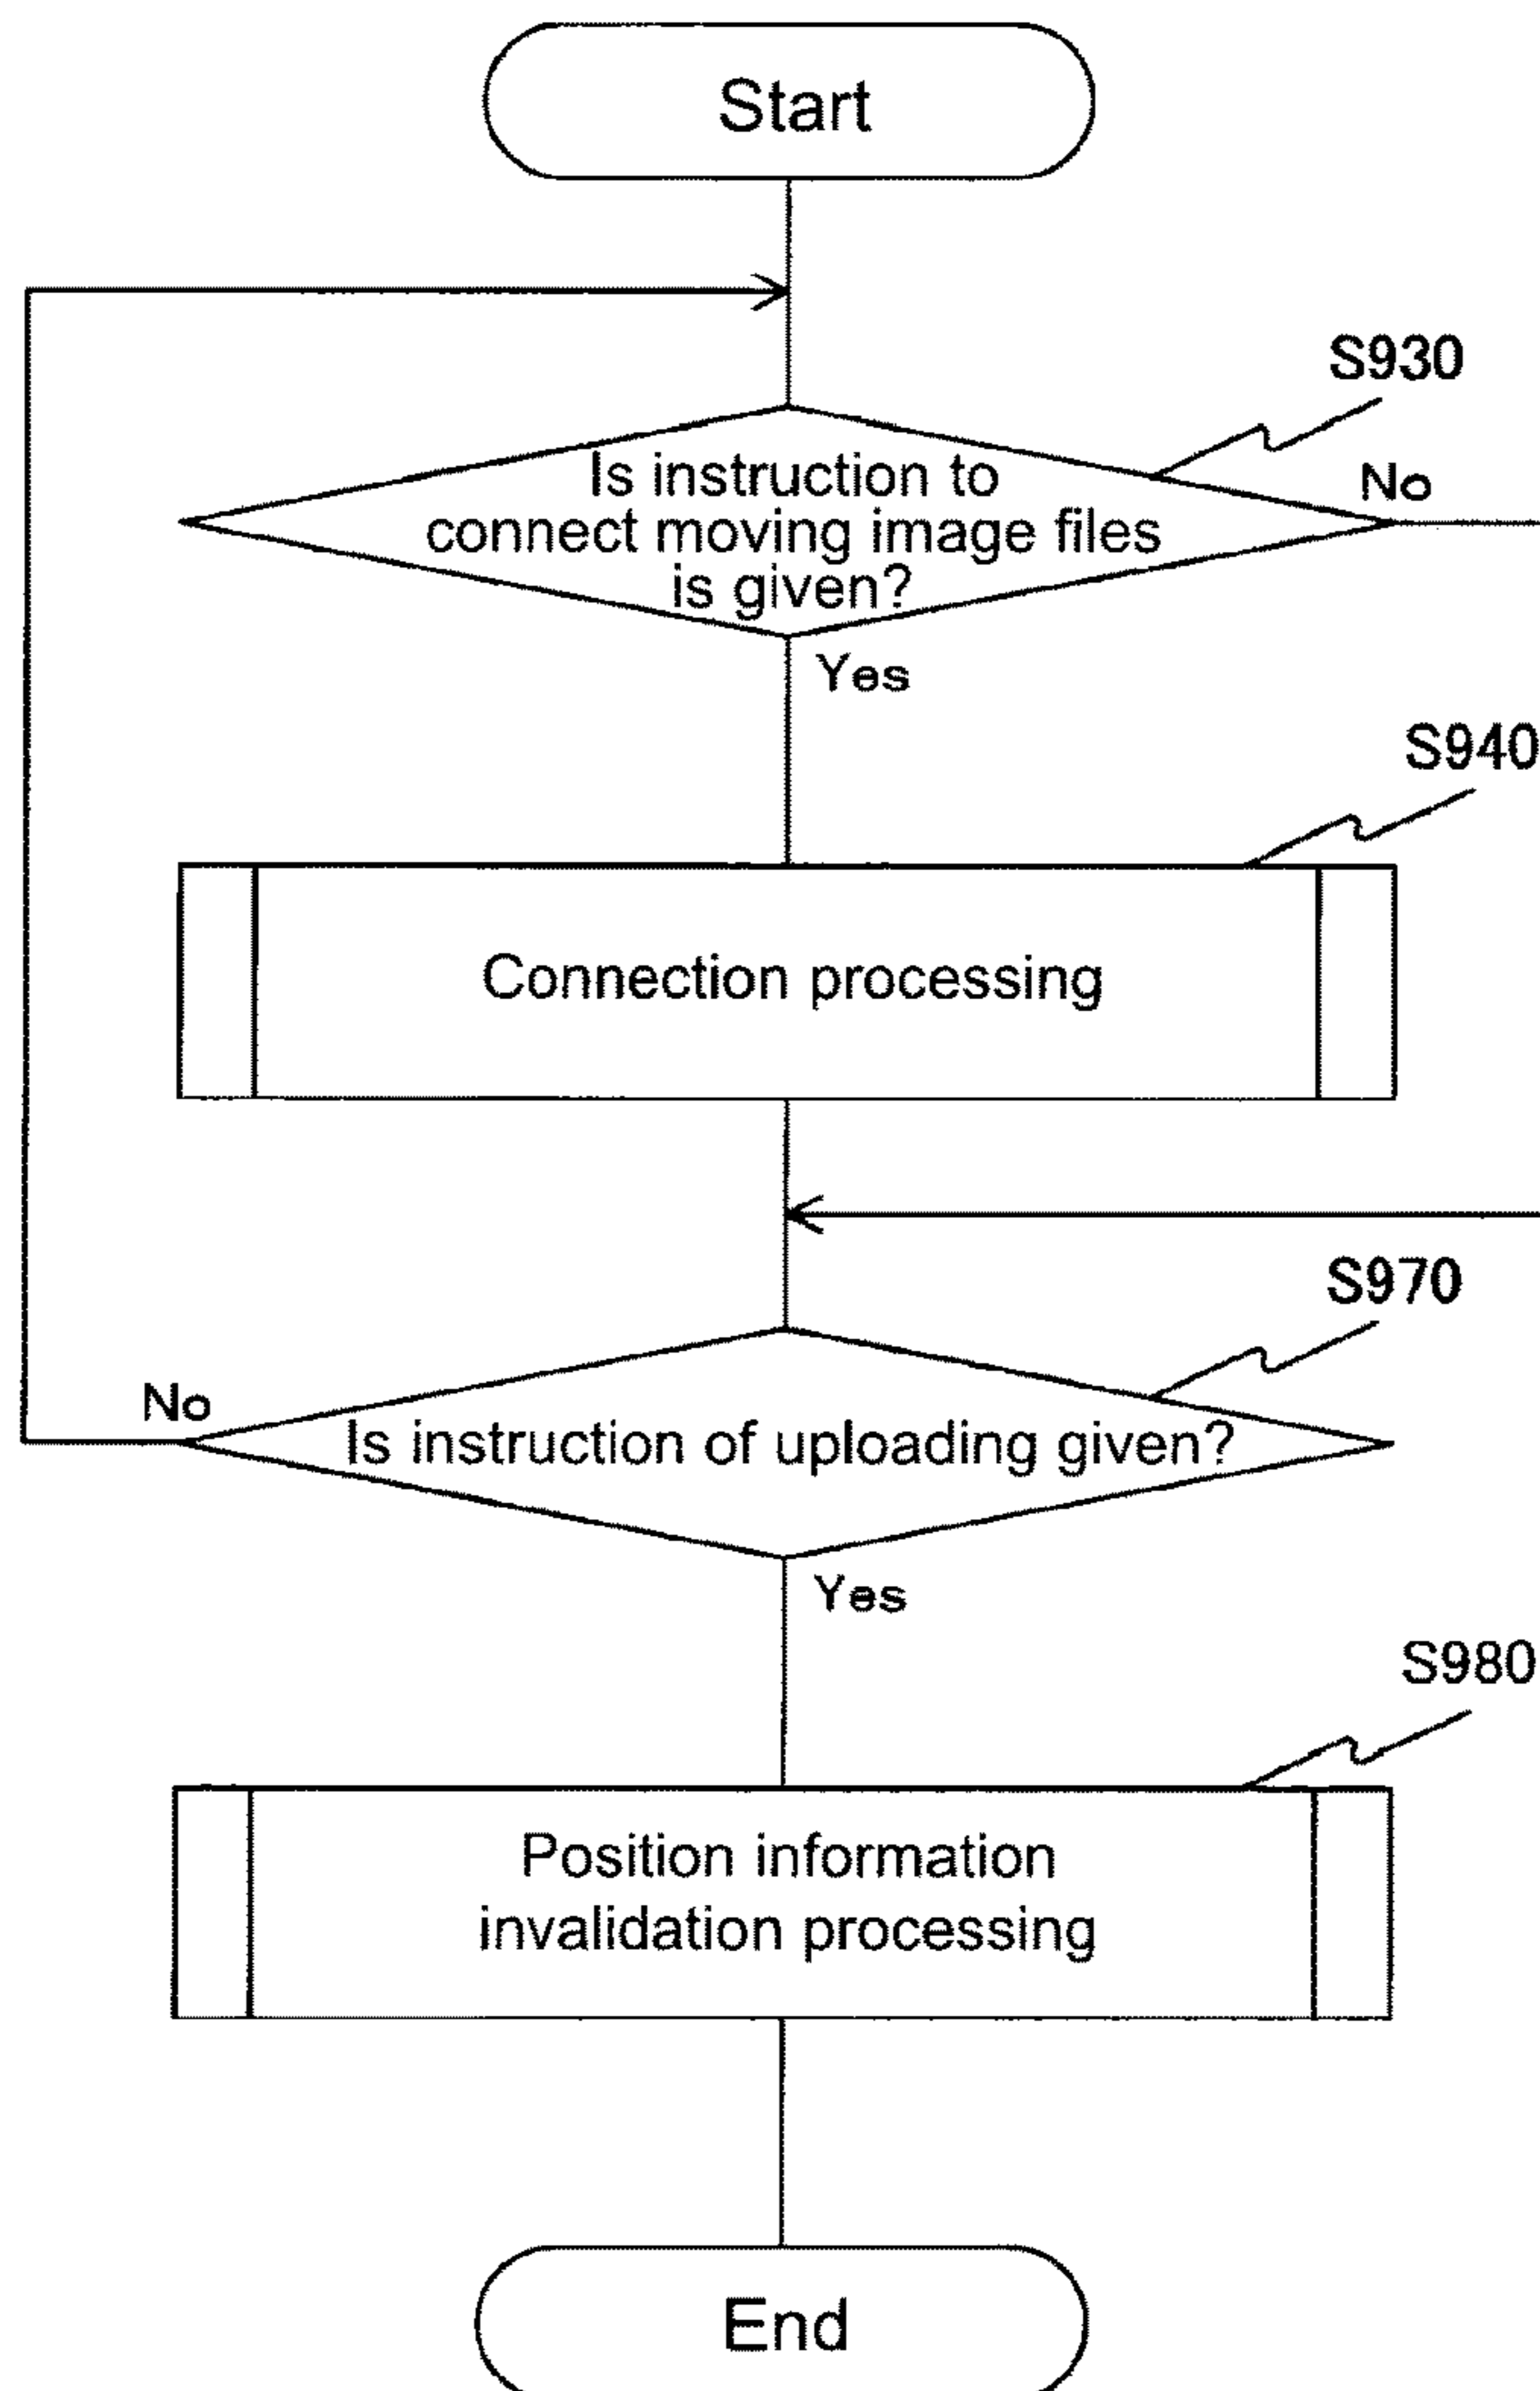 Start
S930
Is instruction to
connect moving image files
is given?
No
Yes
S940
Connection processing
S970
No
Is instruction of uploading given?
Yes
S980
Position information
invalidation processing
End